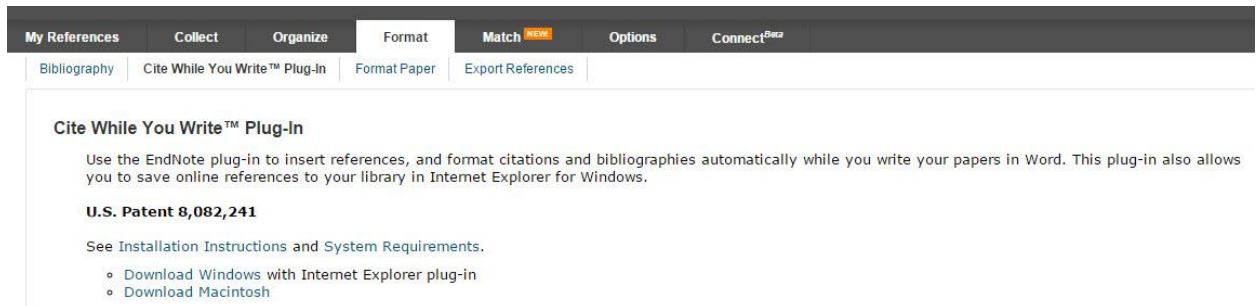 My References Collect Organize Format Match NEW Options Connect Beta
Bibliography Cite While You Write™ Plug-In Format Paper Export References
Cite While You Write™ Plug-In
Use the EndNote plug-in to insert references, and format citations and bibliographies automatically while you write your papers in Word. This plug-in also allows
you to save online references to your library in Internet Explorer for Windows.
U.S. Patent 8,082,241
See Installation Instructions and System Requirements.
Download Windows with Internet Explorer plug-in
Download Macintosh